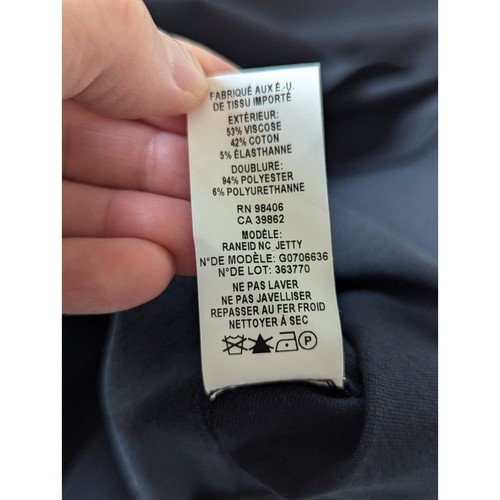 FABRIQUÉ AUX É.-U.
DE TISSU IMPORTÉ
EXTÉRIEUR:
53% VISCOSE
42% COTON
5% ÉLASTHANNE
DOUBLURE:
94% POLYESTER
6% POLYURETHANNE
RN 98406
CA 39862
MODÈLE:
RANEID NC JETTY
N°DE MODÈLE: G0706636
N°DE LOT: 363770
NE PAS LAVER
NE PAS JAVELLISER
REPASSER AU FER FROID
NETTOYER À SEC
P